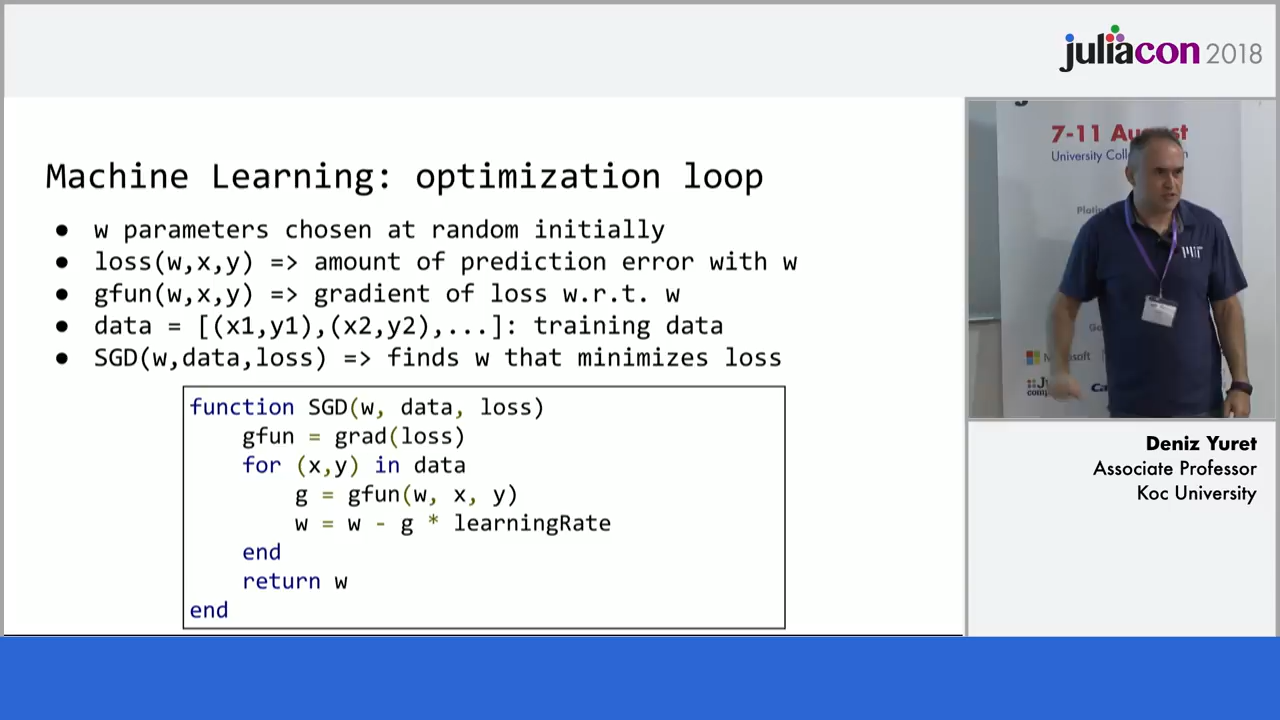 juliacon 2018
Machine Learning: optimization loop
● w parameters chosen at random initially
● loss(w,x,y) => amount of prediction error with w
● gfun(w,x,y) => gradient of loss w.r.t. w
● data = [(x1,y1),(x2,y2),...]: training data
● SGD(w,data,loss) => finds w that minimizes loss
function SGD(w, data, loss)
    gfun = grad(loss)
    for (x,y) in data
        g = gfun(w, x, y)
        w = w - g * learningRate
    end
    return w
end
7-11 August
University
MIT
Deniz Yuret
Associate Professor
Koc University